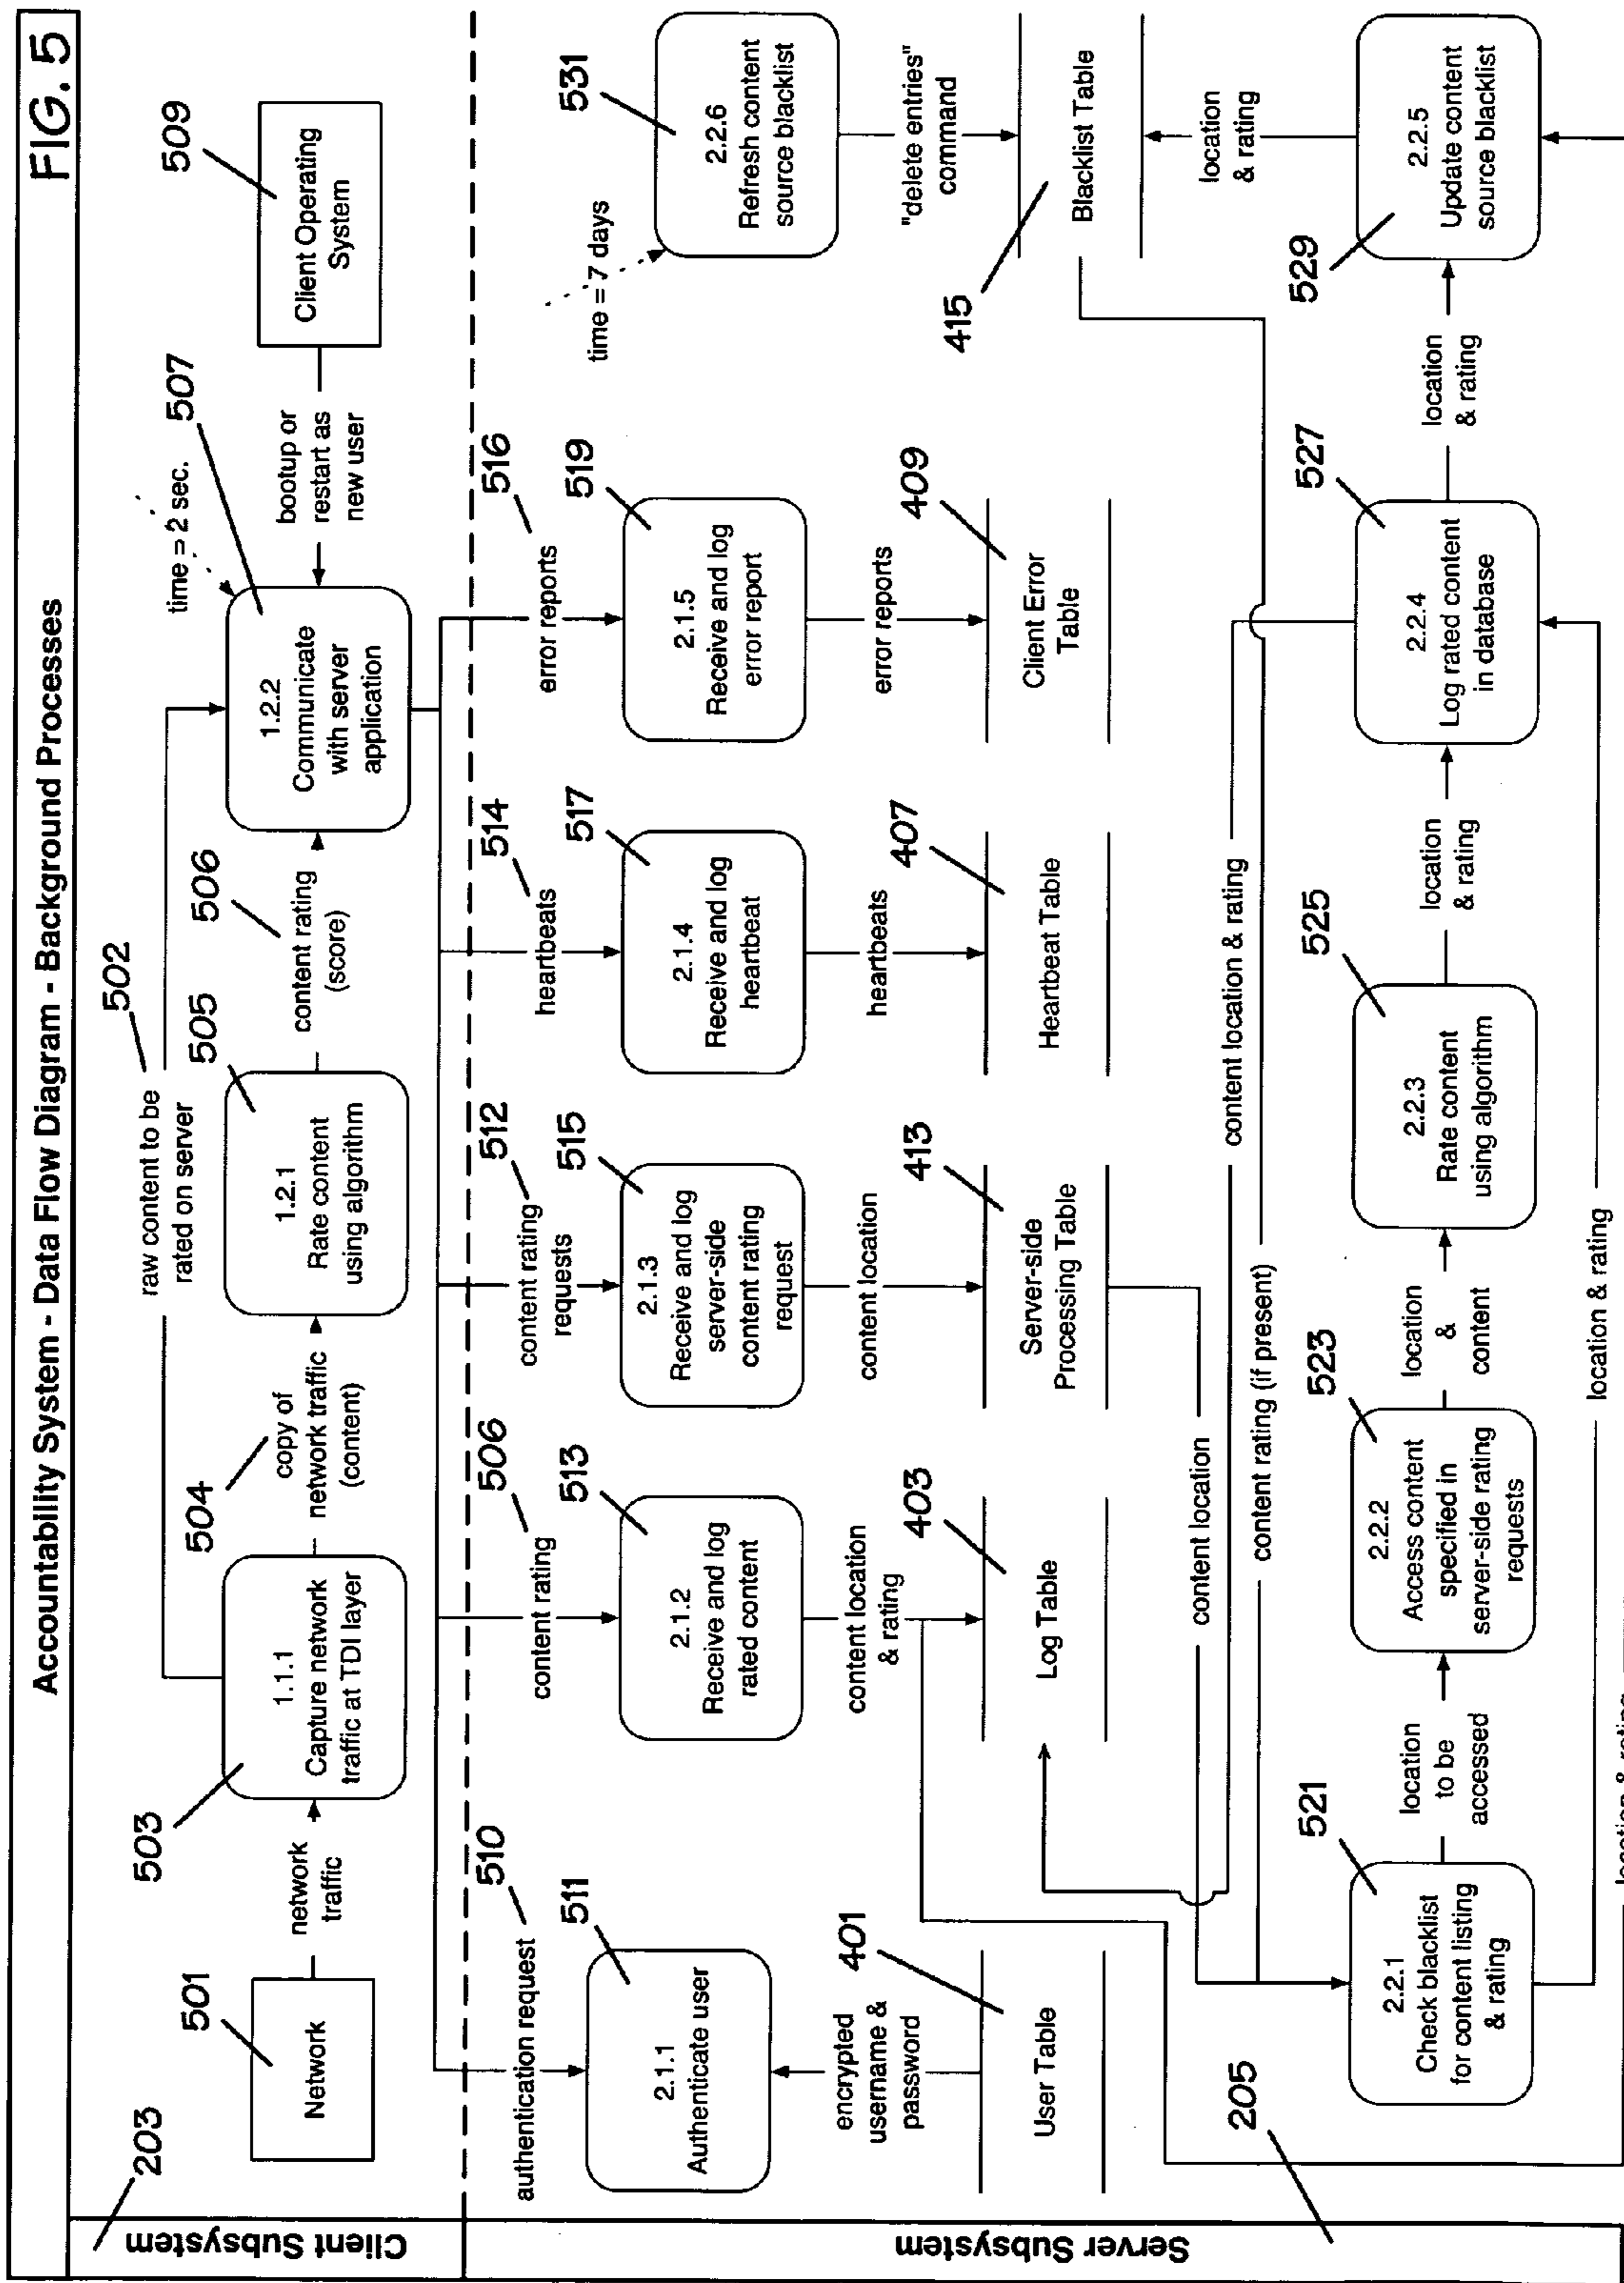 Accountability System - Data Flow Diagram - Background Processes
FIG. 5
Client Subsystem
203
501
Network
network
traffic
503
1.1.1
Capture network
traffic at TDI layer
504
copy of
network traffic
(content)
502
raw content to be
rated on server
505
1.2.1
Rate content
using algorithm
506
content rating
(score)
time = 2 sec.
507
1.2.2
Communicate
with server
application
bootup or
restart as
new user
509
Client Operating
System
Server Subsystem
205
authentication request
510
511
2.1.1
Authenticate user
encrypted
username &
password
401
User Table
content rating
506
513
2.1.2
Receive and log
rated content
content location
& rating
403
Log Table
content rating
requests
512
515
2.1.3
Receive and log
server-side
content rating
request
content location
413
Server-side
Processing Table
heartbeats
514
517
2.1.4
Receive and log
heartbeat
heartbeats
407
Heartbeat Table
error reports
516
519
2.1.5
Receive and log
error report
error reports
409
Client Error
Table
time = 7 days
531
2.2.6
Refresh content
source blacklist
"delete entries"
command
415
Blacklist Table
location
& rating
content location
content location & rating
content rating (if present)
521
2.2.1
Check blacklist
for content listing
& rating
location
to be
accessed
523
2.2.2
Access content
specified in
server-side rating
requests
location
&
content
525
2.2.3
Rate content
using algorithm
location
& rating
527
2.2.4
Log rated content
in database
location
& rating
529
2.2.5
Update content
source blacklist
location & rating
location & rating